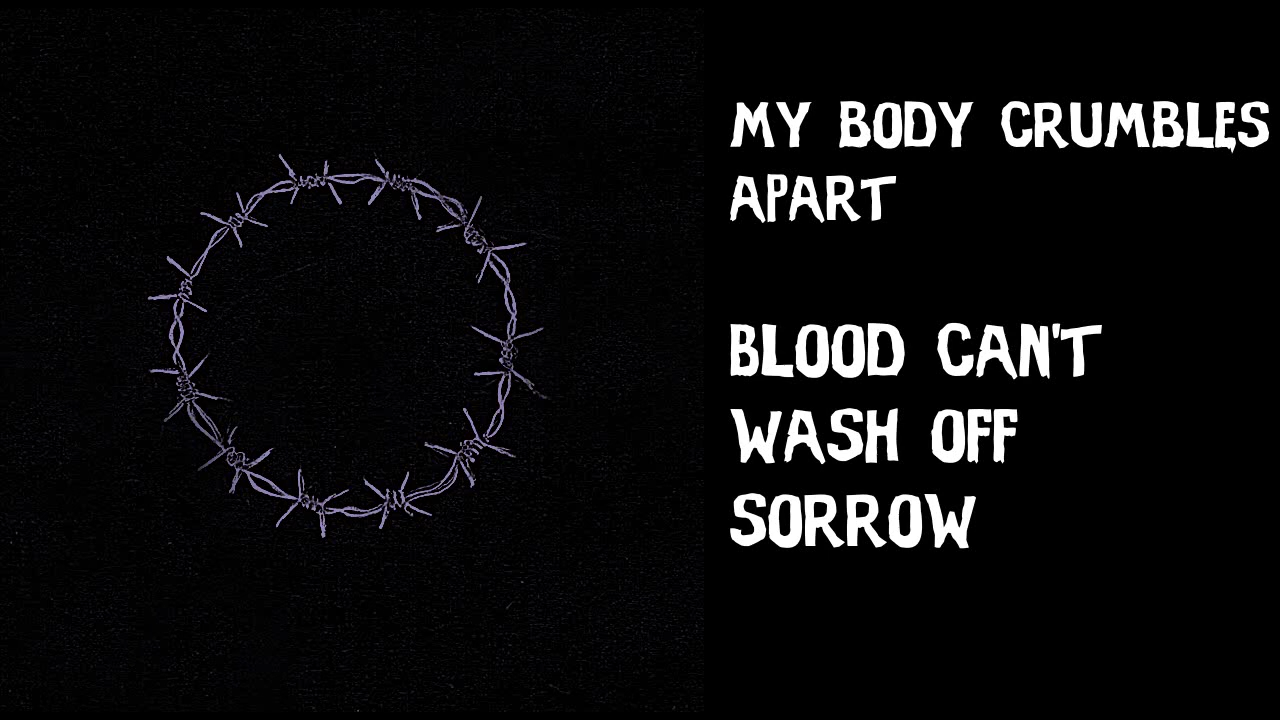 MY BODY CRUMBLES
APART
BLOOD CAN'T
WASH OFF
SORROW